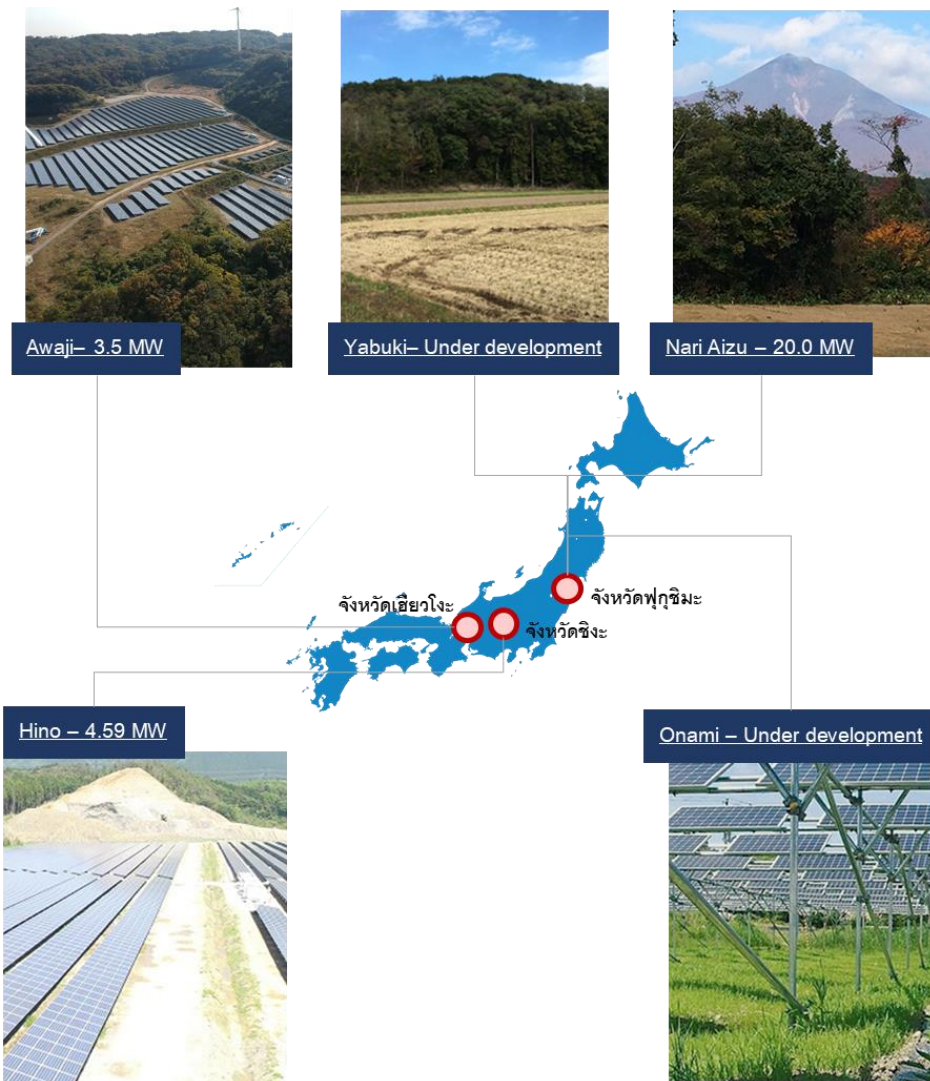 Awaji– 3.5 MW
Yabuki– Under development
Nari Aizu – 20.0 MW
จังหวัดเฮียวโงะ
จังหวัดฟุกุชิมะ
จังหวัดชิงะ
Hino – 4.59 MW
Onami – Under development